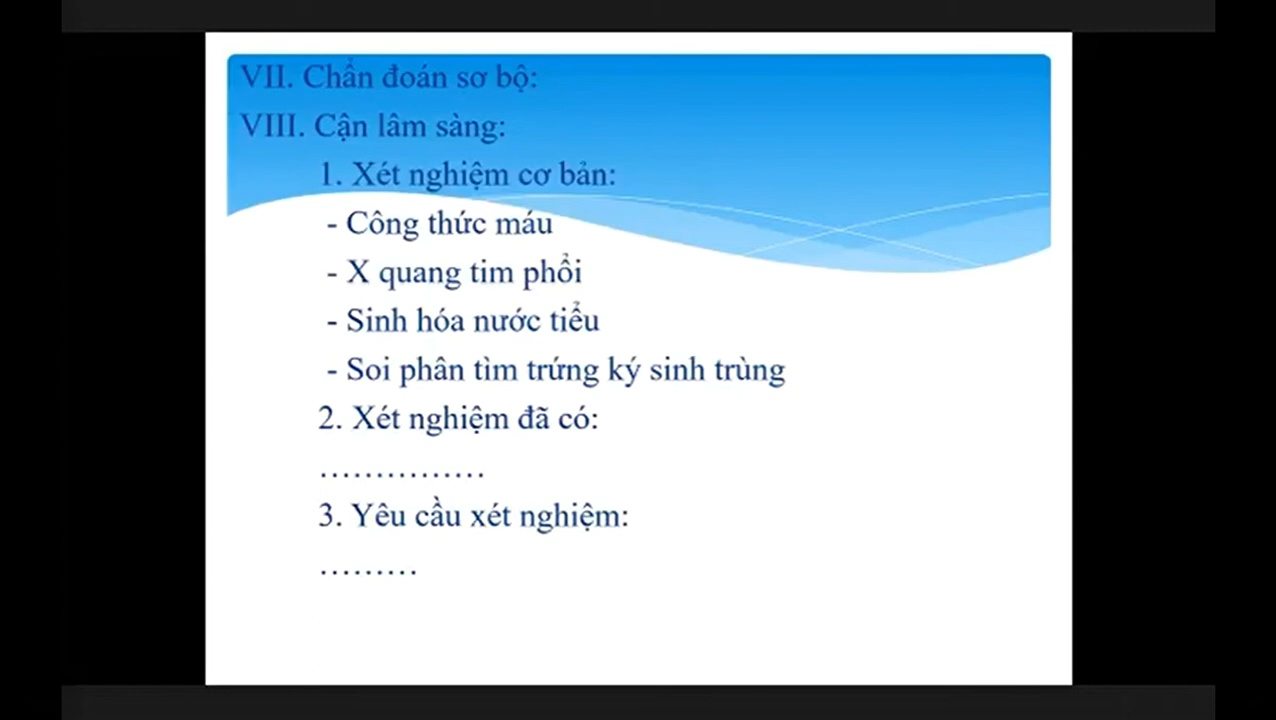 VII. Chẩn đoán sơ bộ:
VIII. Cận lâm sàng:
1. Xét nghiệm cơ bản:
- Công thức máu
- X quang tim phổi
- Sinh hóa nước tiểu
- Soi phân tìm trứng ký sinh trùng
2. Xét nghiệm đã có:
……………
3. Yêu cầu xét nghiệm:
………